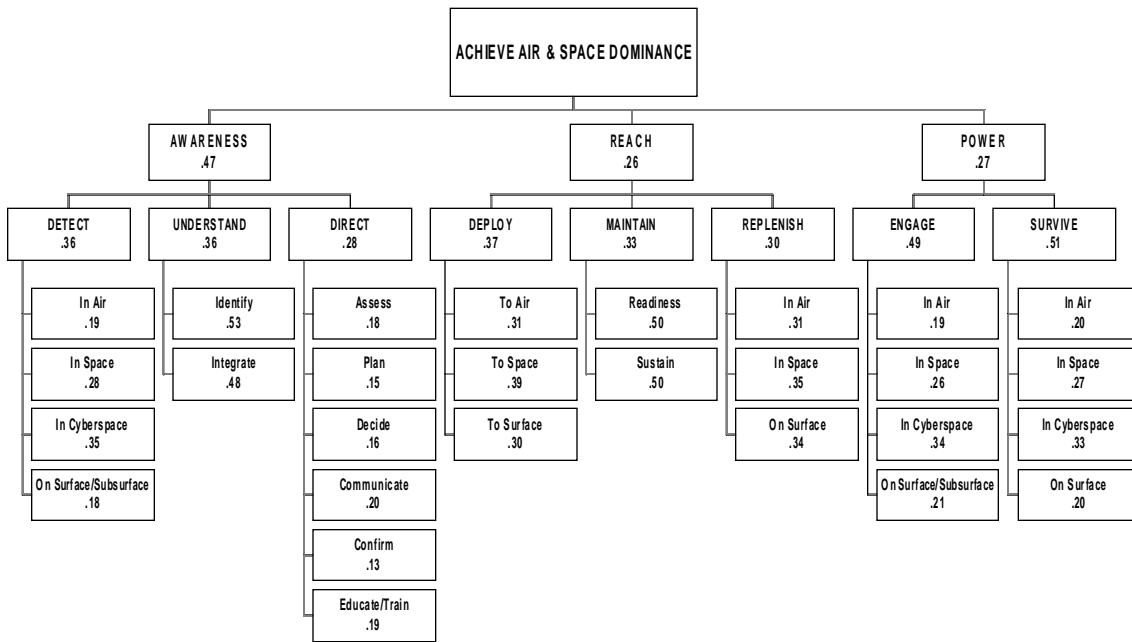 ACHIEVE AIR & SPACE DOMINANCE
AWARENESS
.47
REACH
.26
POWER
.27
DETECT
.36
UNDERSTAND
.36
DIRECT
.28
DEPLOY
.37
MAINTAIN
.33
REPLENISH
.30
ENGAGE
.49
SURVIVE
.51
In Air
.19
In Space
.28
In Cyberspace
.35
On Surface/Subsurface
.18
Identify
.53
Integrate
.48
Assess
.18
Plan
.15
Decide
.16
Communicate
.20
Confirm
.13
Educate/Train
.19
To Air
.31
To Space
.39
To Surface
.30
Readiness
.50
Sustain
.50
In Air
.31
In Space
.35
On Surface
.34
In Air
.19
In Space
.26
In Cyberspace
.34
On Surface/Subsurface
.21
In Air
.20
In Space
.27
In Cyberspace
.33
On Surface
.20